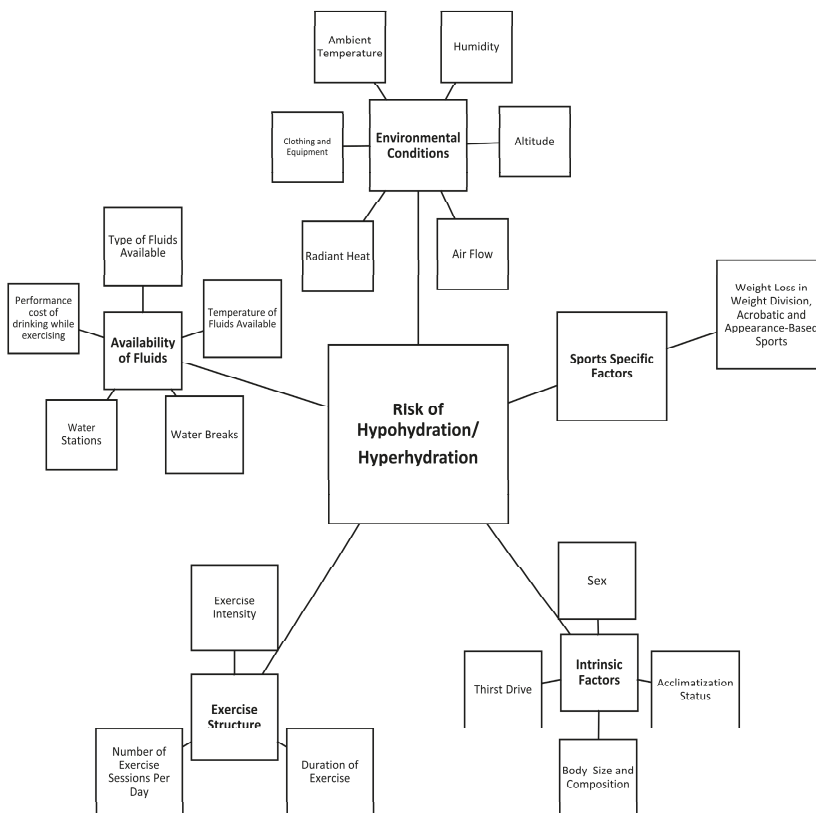 Ambient
Temperature
Humidity
Clothing and
Equipment
Environmental
Conditions
Altitude
Radiant Heat
Air Flow
Type of Fluids
Available
Performance
cost of
drinking while
exercising
Availability
of Fluids
Temperature of
Fluids Available
Water
Stations
Water Breaks
Weight Loss in
Weight Division,
Acrobatic and
Appearance-Based
Sports
Sports Specific
Factors
Risk of
Hypohydration/
Hyperhydration
Exercise
Intensity
Exercise
Structure
Number of
Exercise
Sessions Per
Day
Duration of
Exercise
Sex
Thirst Drive
Intrinsic
Factors
Acclimatization
Status
Body Size and
Composition